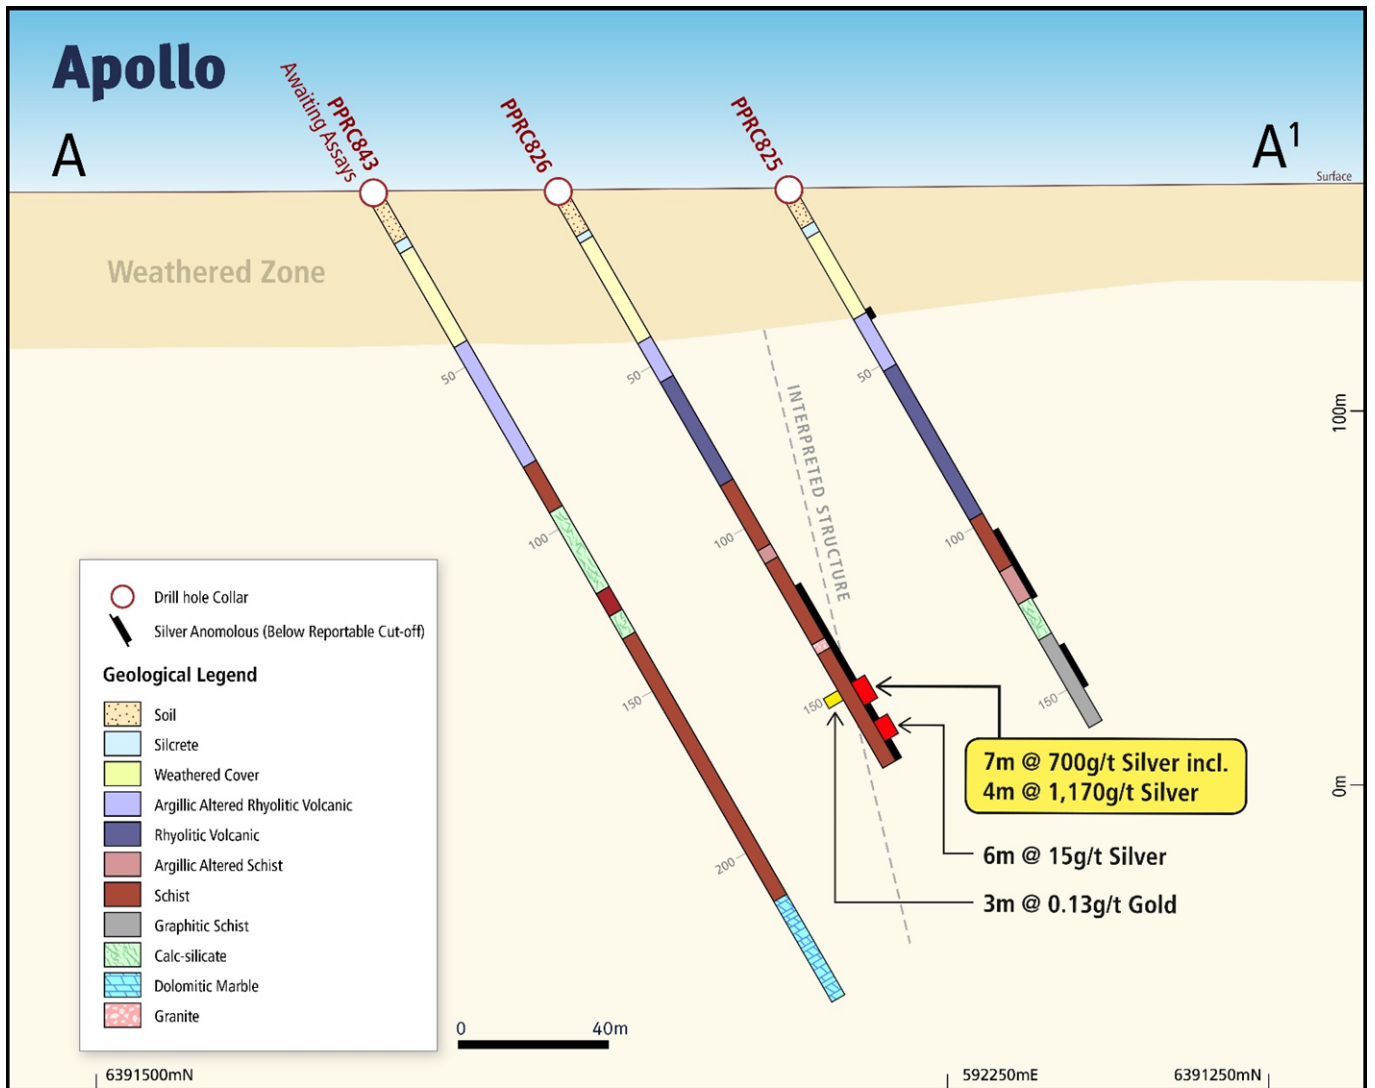 Apollo
A
A1
Awaiting Assays
PPRC843
PPRC826
PPRC825
Surface
Weathered Zone
50
50
50
INTERPRETED STRUCTURE
100m
100
100
100
150
150
150
200
0m
Drill hole Collar
Silver Anomolous (Below Reportable Cut-off)
Geological Legend
Soil
Silcrete
Weathered Cover
Argillic Altered Rhyolitic Volcanic
Rhyolitic Volcanic
Argillic Altered Schist
Schist
Graphitic Schist
Calc-silicate
Dolomitic Marble
Granite
7m @ 700g/t Silver incl.
4m @ 1,170g/t Silver
6m @ 15g/t Silver
3m @ 0.13g/t Gold
0 40m
6391500mN
592250mE
6391250mN